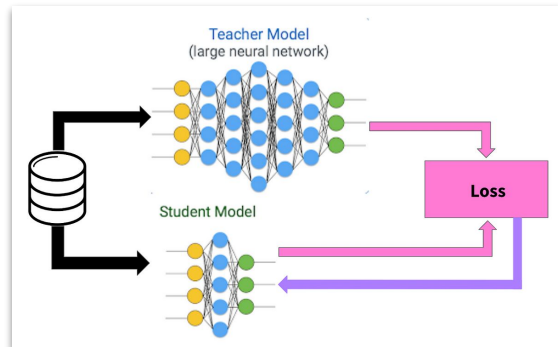 Teacher Model
(large neural network)
Loss
Student Model